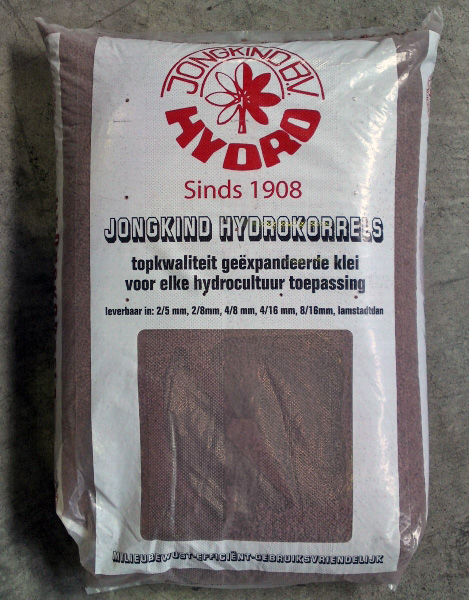 JONGKIND B.V.
HYDRO
Sinds 1908
JONGKIND HYDROKORRELS
topkwaliteit geëxpandeerde klei
voor elke hydrocultuur toepassing
leverbaar in: 2/5 mm, 2/8mm, 4/8 mm, 4/16 mm, 8/16mm, lamstadtdan
MILIEUBEWUST-EFFICIËNT-GEBRUIKSVRIENDELIJK